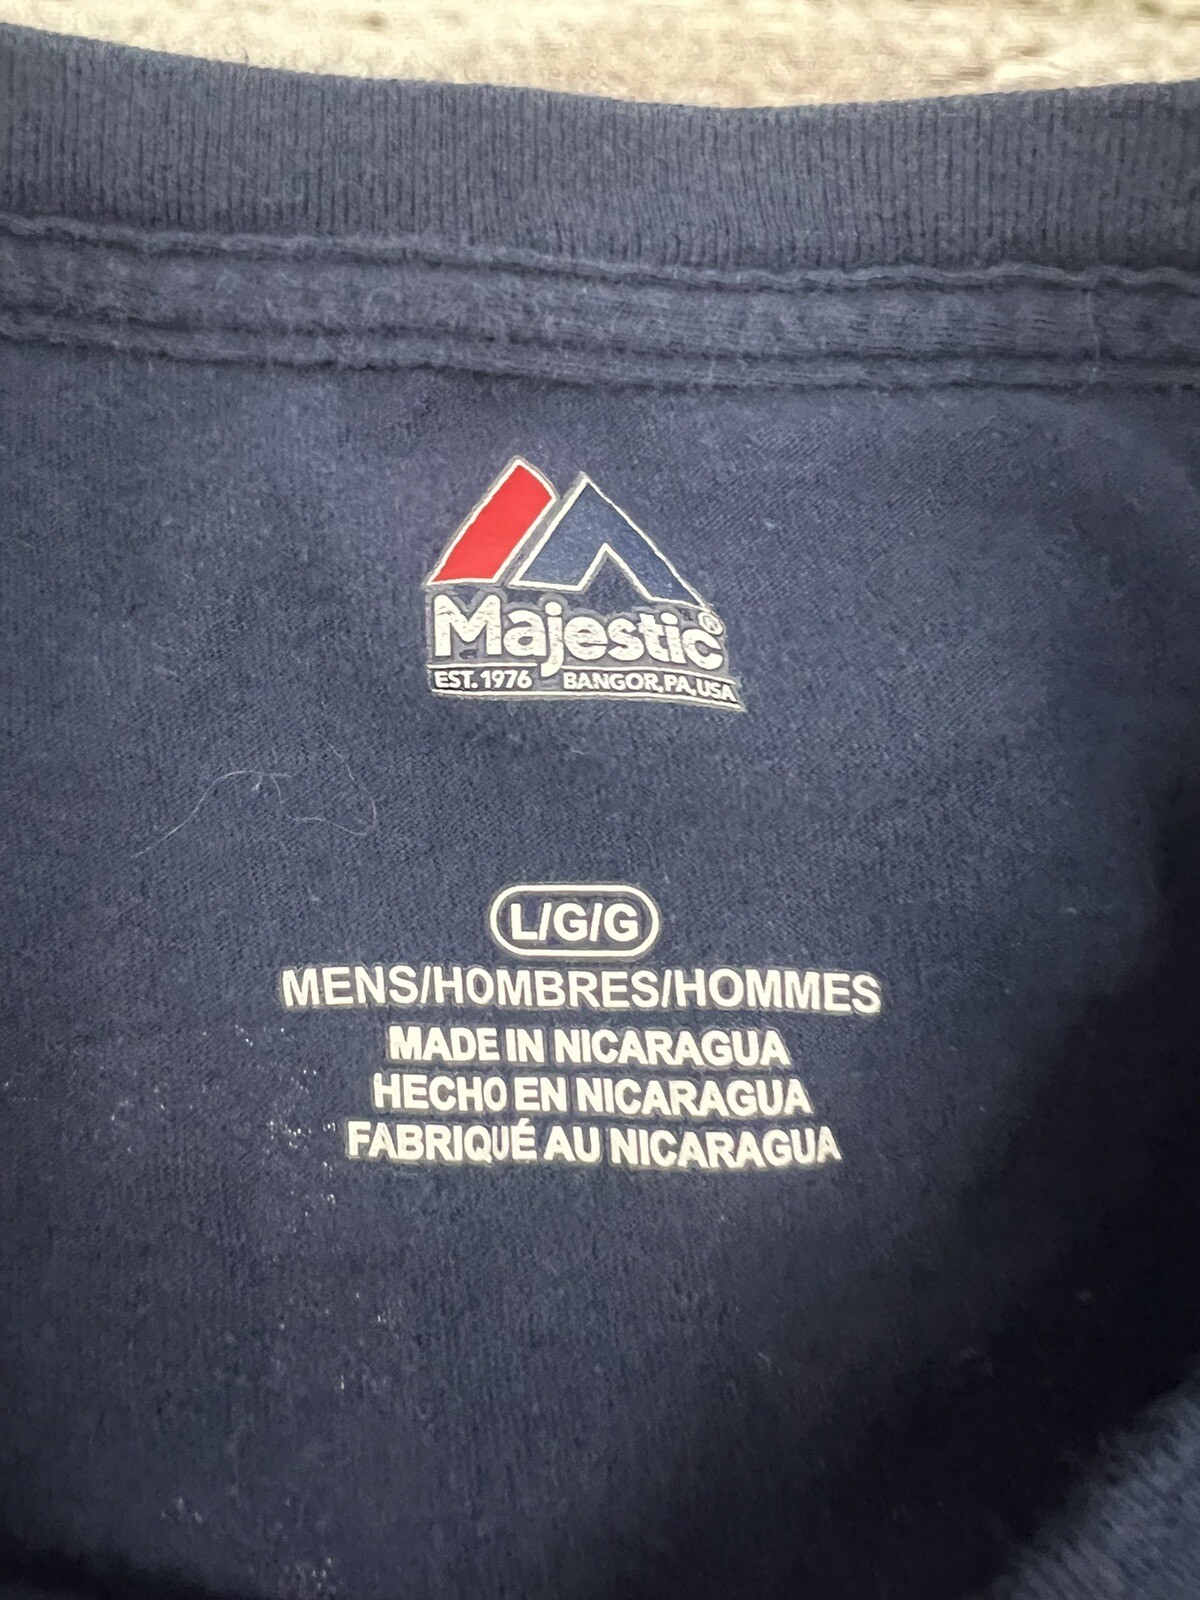 Majestic®
EST. 1976 BANGOR, PA, USA
L/G/G
MENS/HOMBRES/HOMMES
MADE IN NICARAGUA
HECHO EN NICARAGUA
FABRIQUÉ AU NICARAGUA